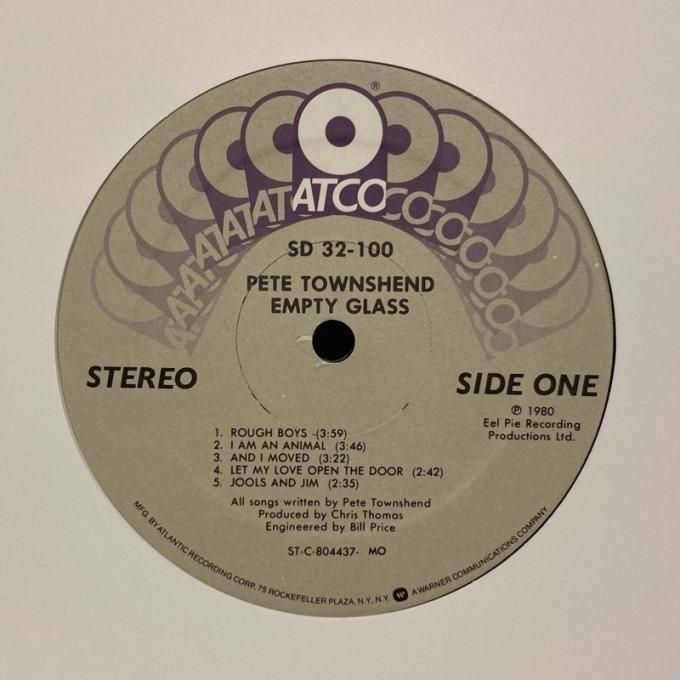 ®
ATATATATATATCOCOCOCOCOCO
SD 32-100
PETE TOWNSHEND
EMPTY GLASS
STEREO
SIDE ONE
℗ 1980
Eel Pie Recording
Productions Ltd.
1. ROUGH BOYS -(3:59)
2. I AM AN ANIMAL (3:46)
3. AND I MOVED (3:22)
4. LET MY LOVE OPEN THE DOOR (2:42)
5. JOOLS AND JIM (2:35)
All songs written by Pete Townshend
Produced by Chris Thomas
Engineered by Bill Price
ST-C-804437- MO
MFG. BY ATLANTIC RECORDING CORP. 75 ROCKEFELLER PLAZA, N.Y., N.Y. W A WARNER COMMUNICATIONS COMPANY